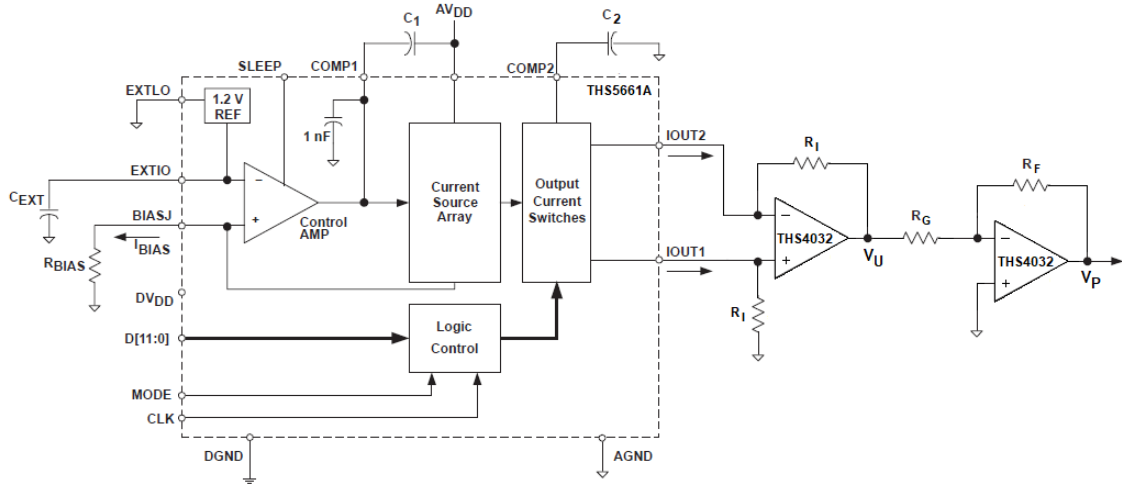 C1
AVDD
C2
SLEEP
COMP1
COMP2
THS5661A
EXTLO
1.2 V
REF
1 nF
IOUT2
RI
RF
EXTIO
CEXT
−
+
Control
AMP
Current
Source
Array
Output
Current
Switches
BIASJ
IBIAS
RBIAS
−
+
THS4032
VU
RG
−
+
THS4032
VP
IOUT1
RI
DVDD
D[11:0]
Logic
Control
MODE
CLK
DGND
AGND